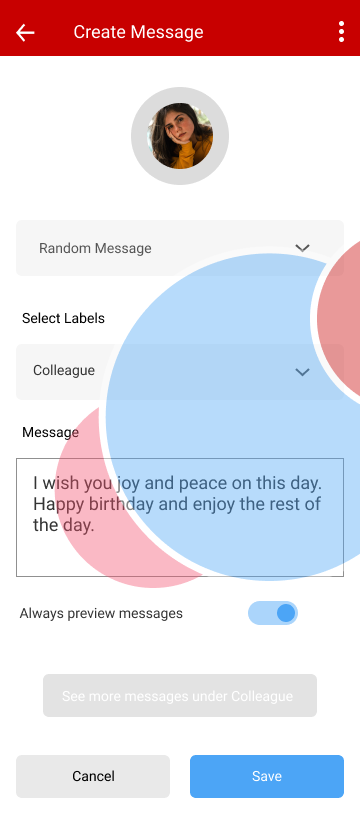 Create Message
Random Message
Select Labels
Colleague
Message
I wish you joy and peace on this day.
Happy birthday and enjoy the rest of
the day.
Always preview messages
See more messages under Colleague
Cancel
Save